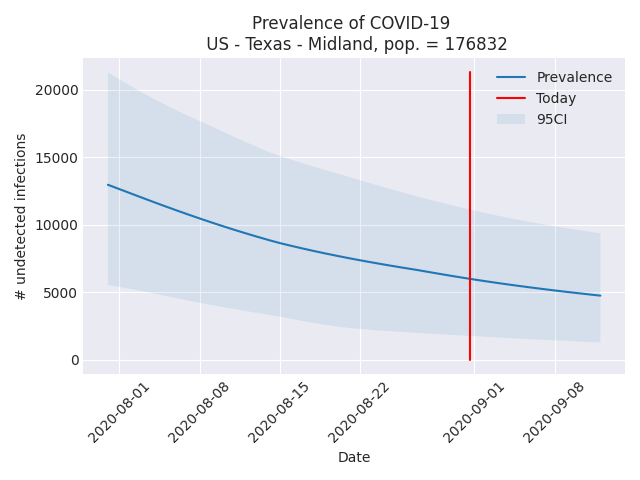 Prevalence of COVID-19
US - Texas - Midland, pop. = 176832
Prevalence
Today
95CI
# undetected infections
20000
15000
10000
5000
0
2020-08-01
2020-08-08
2020-08-15
2020-08-22
2020-09-01
2020-09-08
Date